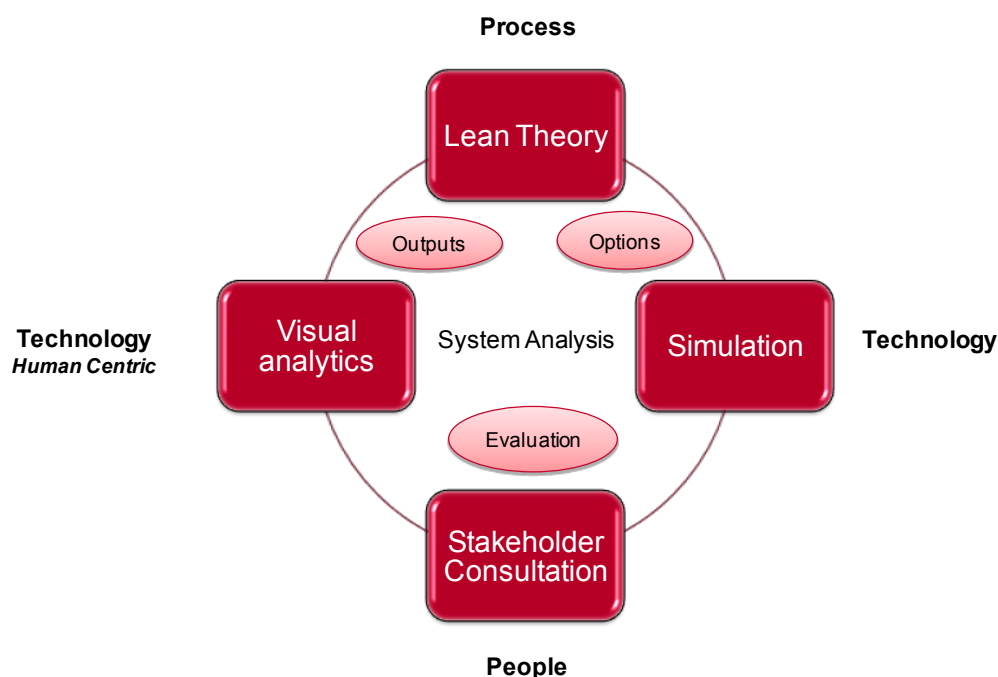 Process
Lean Theory
Outputs
Options
Visual
analytics
System Analysis
Simulation
Technology
Human Centric
Technology
Evaluation
Stakeholder
Consultation
People